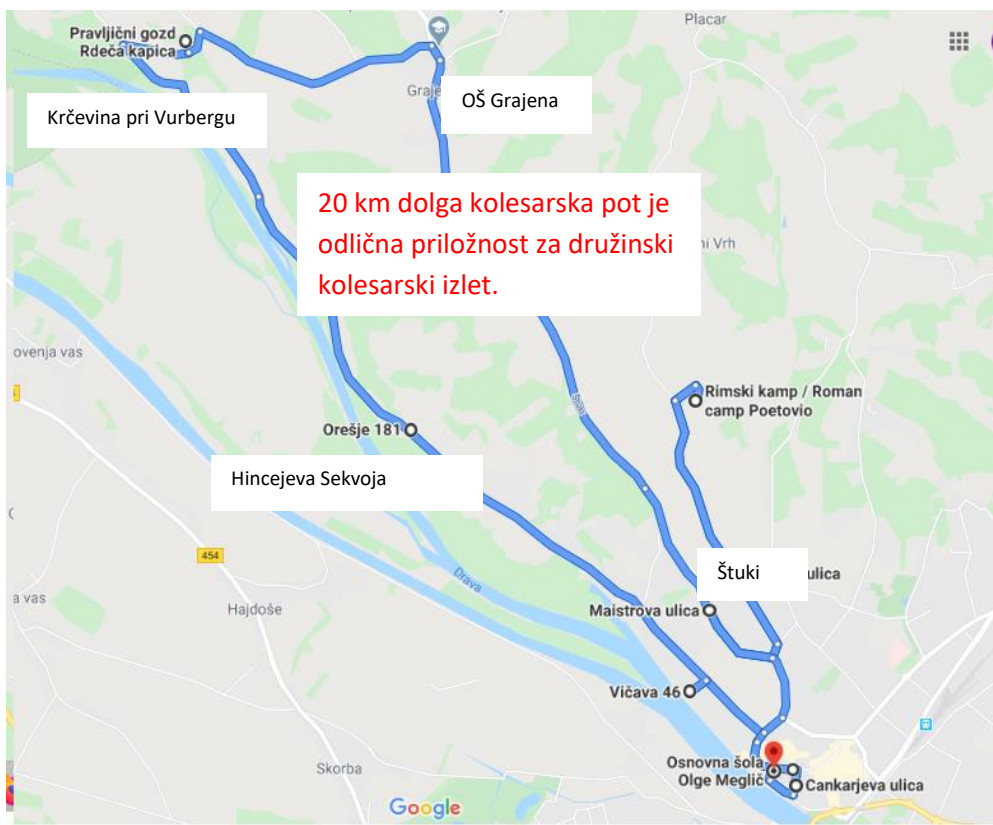 Placar
Pravljični gozd
Rdeča kapica
Graje
OŠ Grajena
Krčevina pri Vurbergu
20 km dolga kolesarska pot je
odlična priložnost za družinski
kolesarski izlet.
ni Vrh
ovenja vas
Rimski kamp / Roman
camp Poetovio
Orešje 181
Hincejeva Sekvoja
454
Drava
Štuki
ulica
a vas
Hajdoše
Maistrova ulica
Vičava 46
Osnovna šola
Olge Meglič
Cankarjeva ulica
Skorba
Google